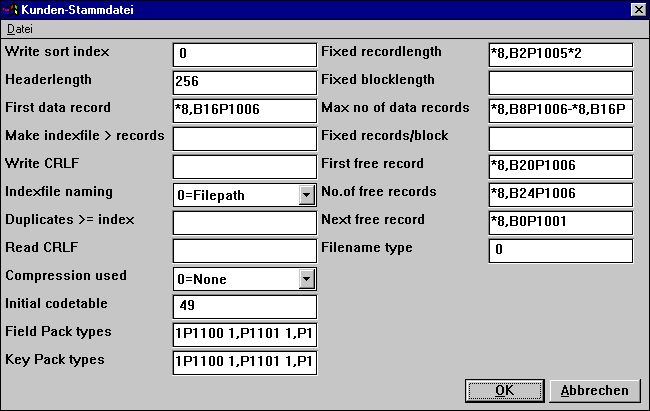 Kunden-Stammdatei
Datei
Write sort index 0 Fixed recordlength *8,B2P1005*2
Headerlength 256 Fixed blocklength
First data record *8,B16P1006 Max no of data records *8,B8P1006-*8,B16P
Make indexfile > records Fixed records/block
Write CRLF First free record *8,B20P1006
Indexfile naming 0=Filepath No.of free records *8,B24P1006
Duplicates >= index Next free record *8,B0P1001
Read CRLF Filename type 0
Compression used 0=None
Initial codetable 49
Field Pack types 1P1100 1,P1101 1,P1
Key Pack types 1P1100 1,P1101 1,P1
OK Abbrechen